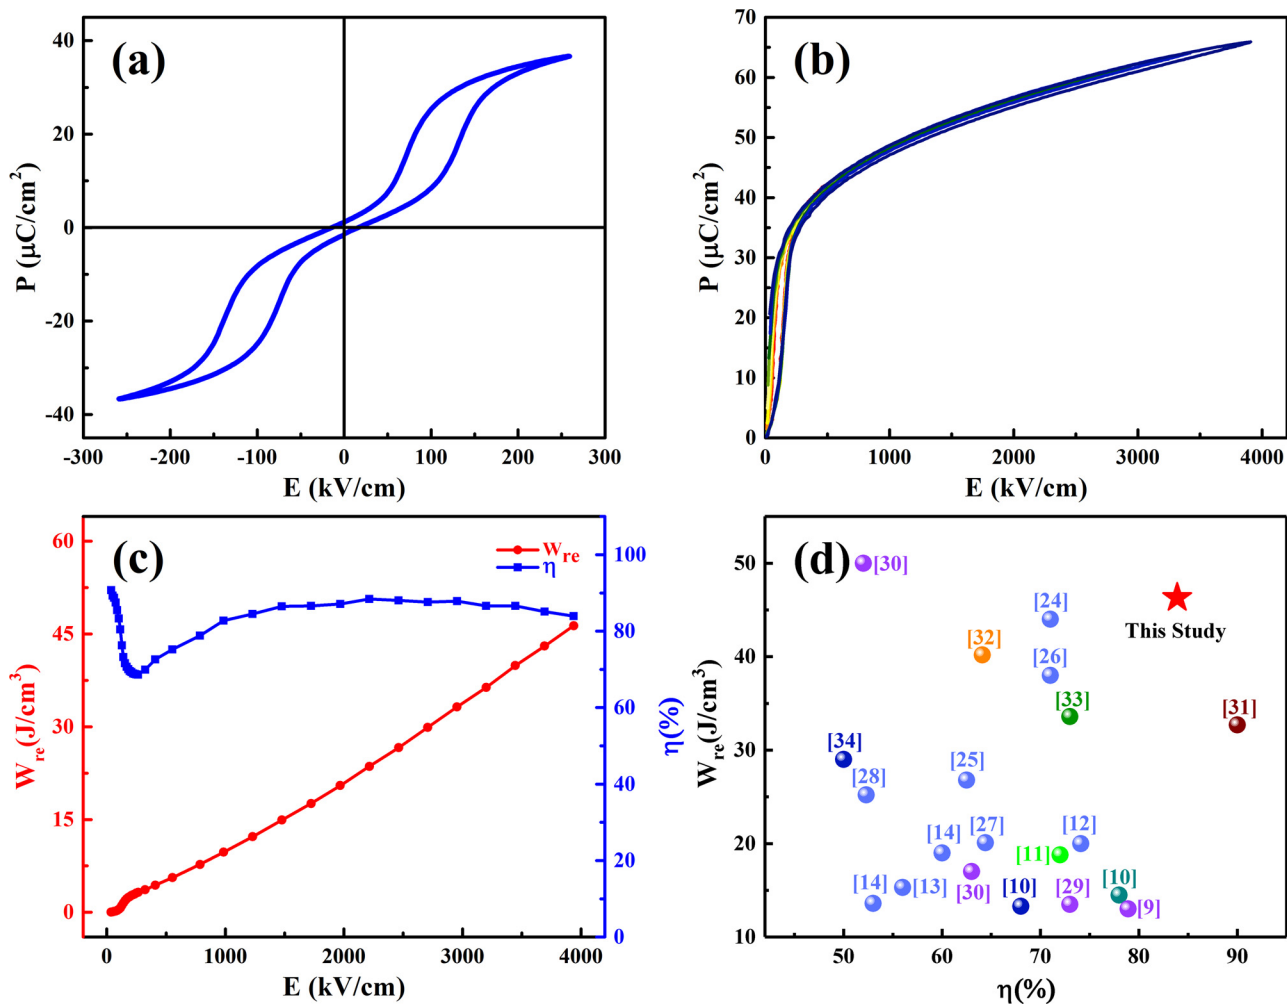 (a)
40
20
0
-20
-40
P (μC/cm²)
-300 -200 -100 0 100 200 300
E (kV/cm)
(b)
70
60
50
40
30
20
10
0
P (μC/cm²)
0 1000 2000 3000 4000
E (kV/cm)
(c)
W_re
η
60
45
30
15
0
W_re(J/cm³)
100
80
60
40
20
0
η(%)
0 1000 2000 3000 4000
E (kV/cm)
(d)
50
40
30
20
10
W_re(J/cm³)
[30]
[24]
This Study
[32]
[26]
[33]
[31]
[34]
[28]
[25]
[14]
[27]
[12]
[11]
[14]
[13]
[30]
[10]
[29]
[10]
[9]
50 60 70 80 90
η(%)